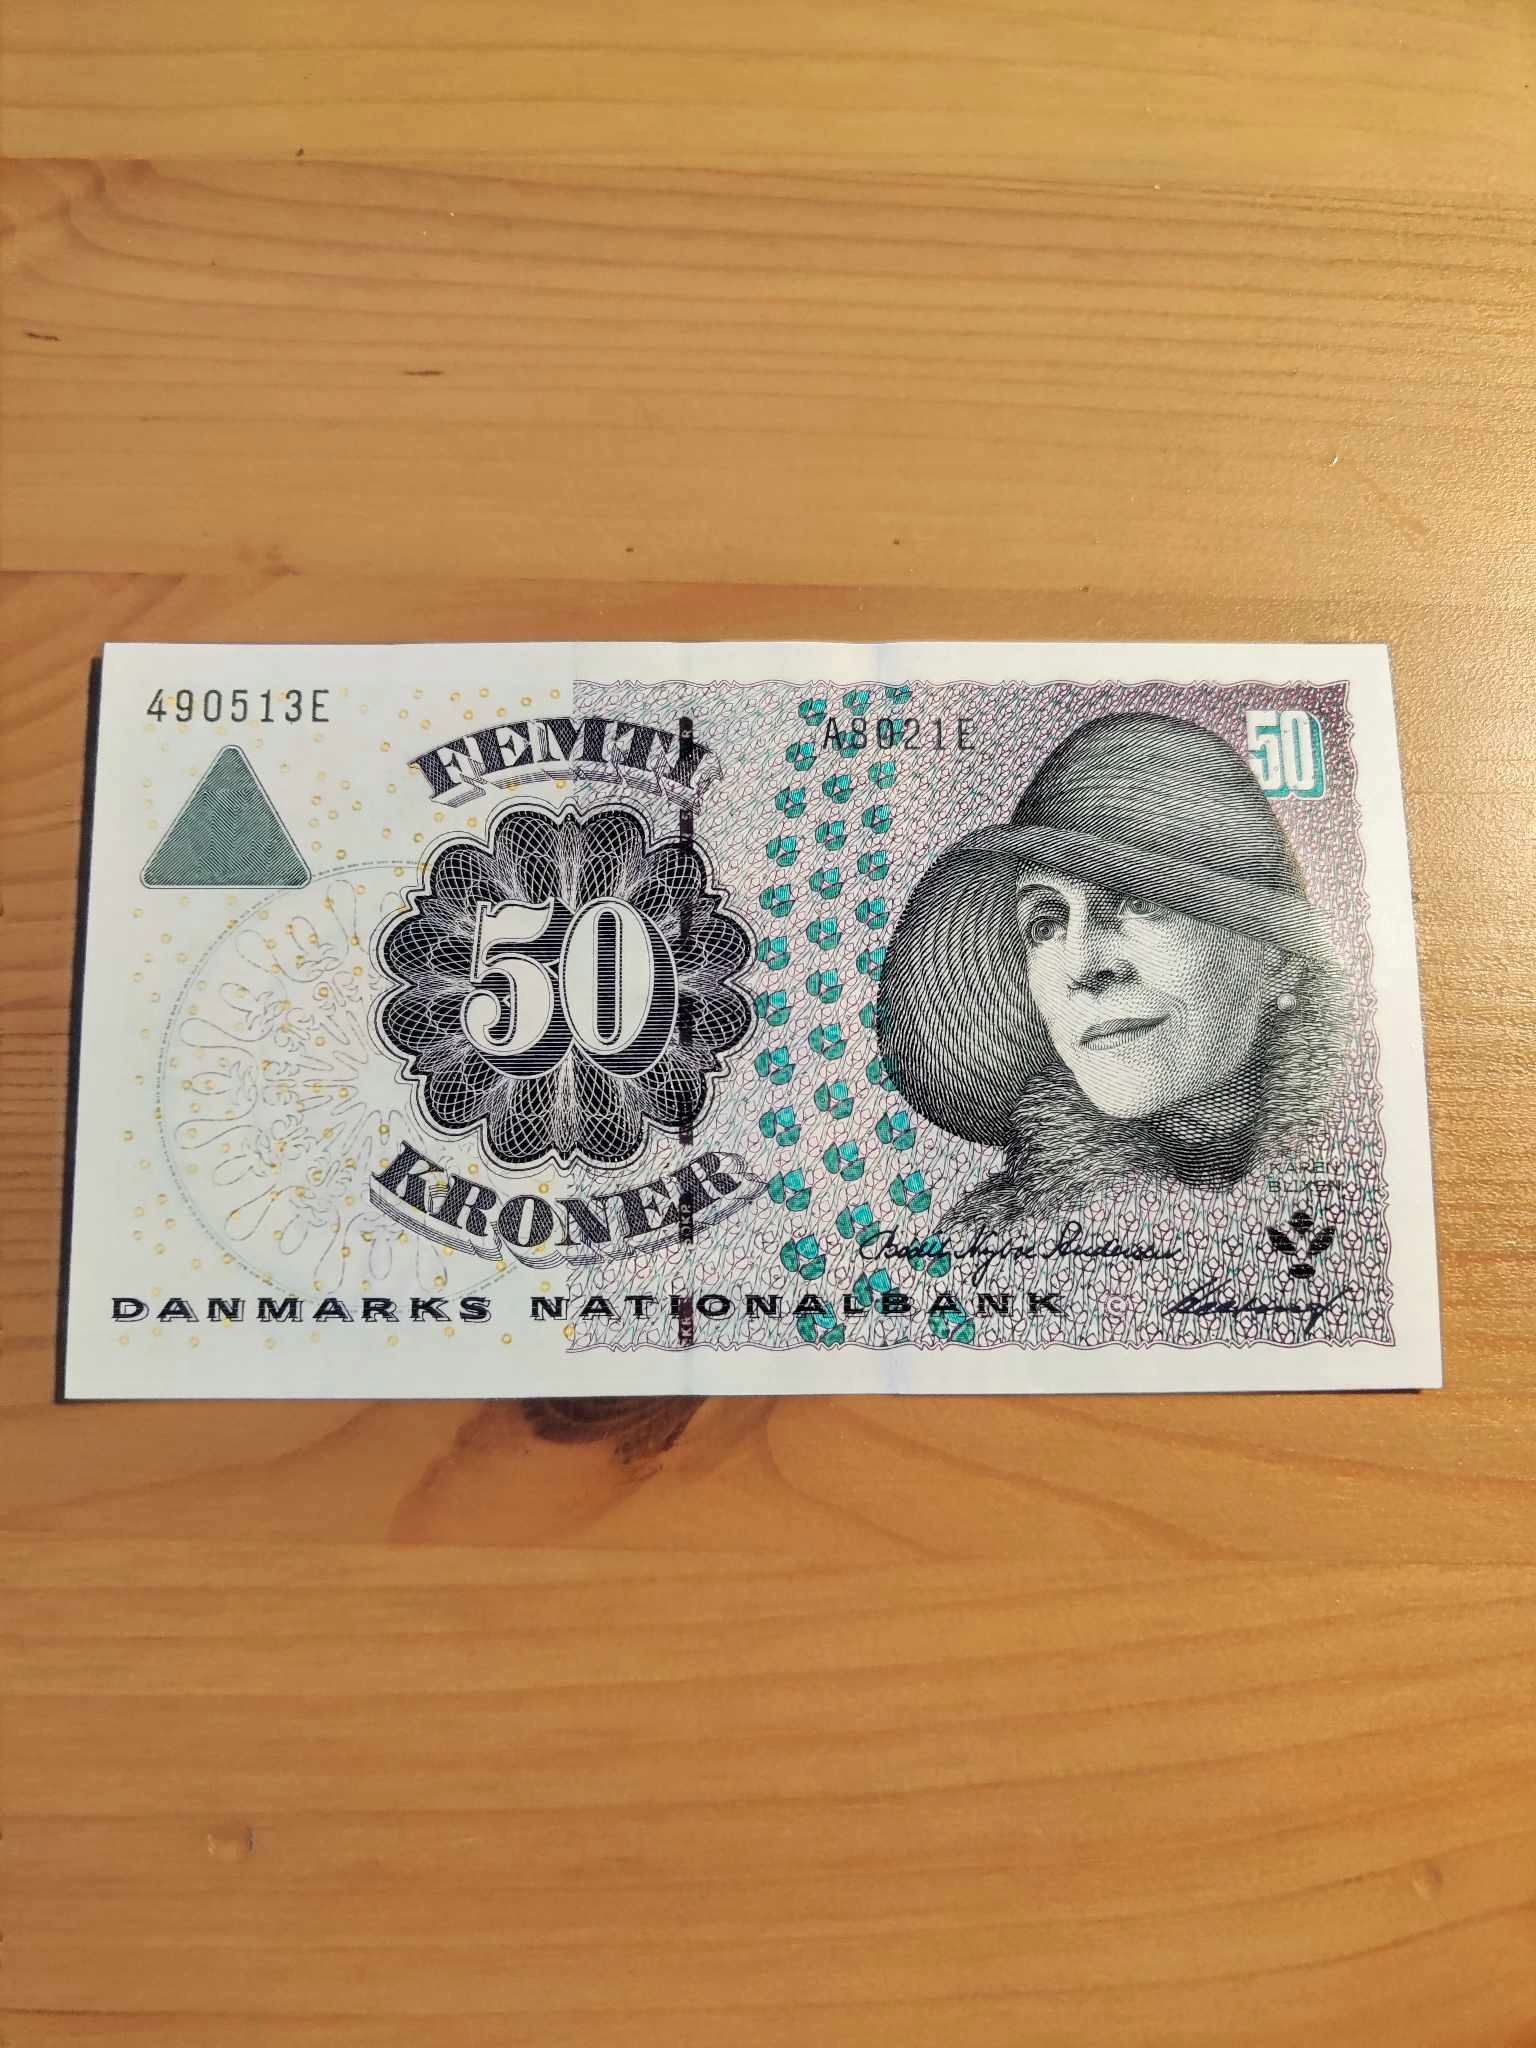 490513E
A8021E
50
FEMTI
50
KRONER
KAREN
BLIXEN
DANMARKS NATIONALBANK ©